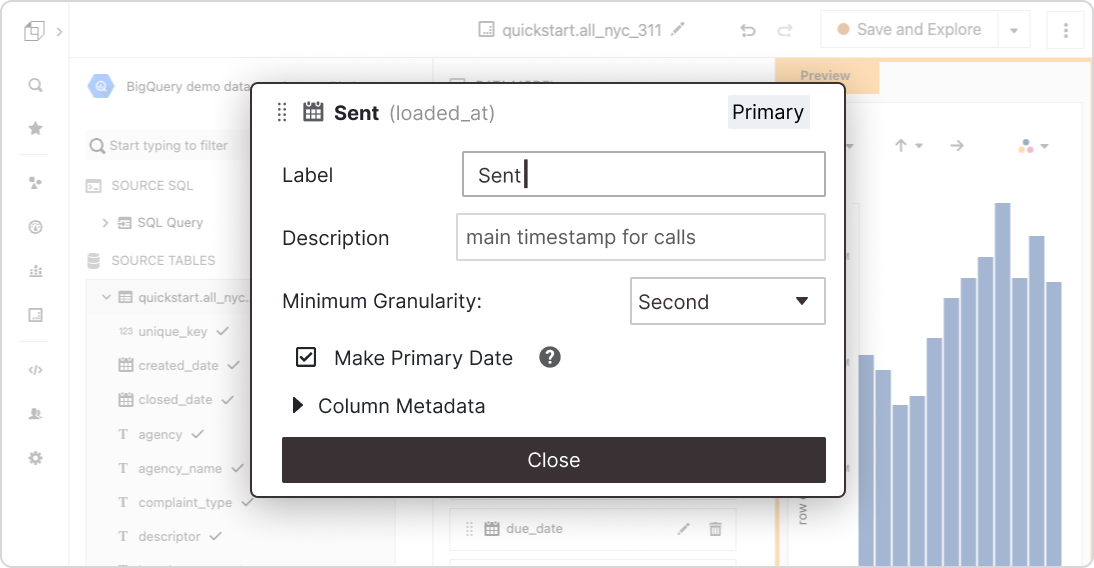 quickstart.all_nyc_311
Save and Explore
BigQuery demo data
Start typing to filter
SOURCE SQL
SQL Query
SOURCE TABLES
quickstart.all_nyc...
123 unique_key
created_date
closed_date
T agency
T agency_name
T complaint_type
T descriptor
Sent (loaded_at)
Primary
Label
Sent
Description
main timestamp for calls
Minimum Granularity:
Second
Make Primary Date
?
Column Metadata
Close
due_date
Preview
row